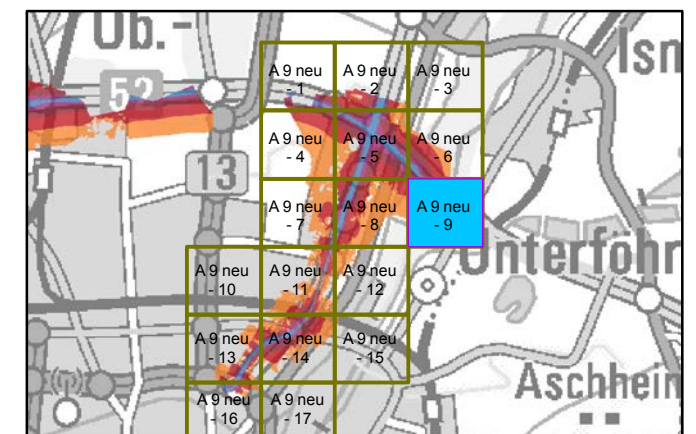 Ob.-
Isn
52
13
A 9 neu
- 1
A 9 neu
- 2
A 9 neu
- 3
A 9 neu
- 4
A 9 neu
- 5
A 9 neu
- 6
A 9 neu
- 7
A 9 neu
- 8
A 9 neu
- 9
Unterföhr
A 9 neu
- 10
A 9 neu
- 11
A 9 neu
- 12
A 9 neu
- 13
A 9 neu
- 14
A 9 neu
- 15
Aschhein
A 9 neu
- 16
A 9 neu
- 17